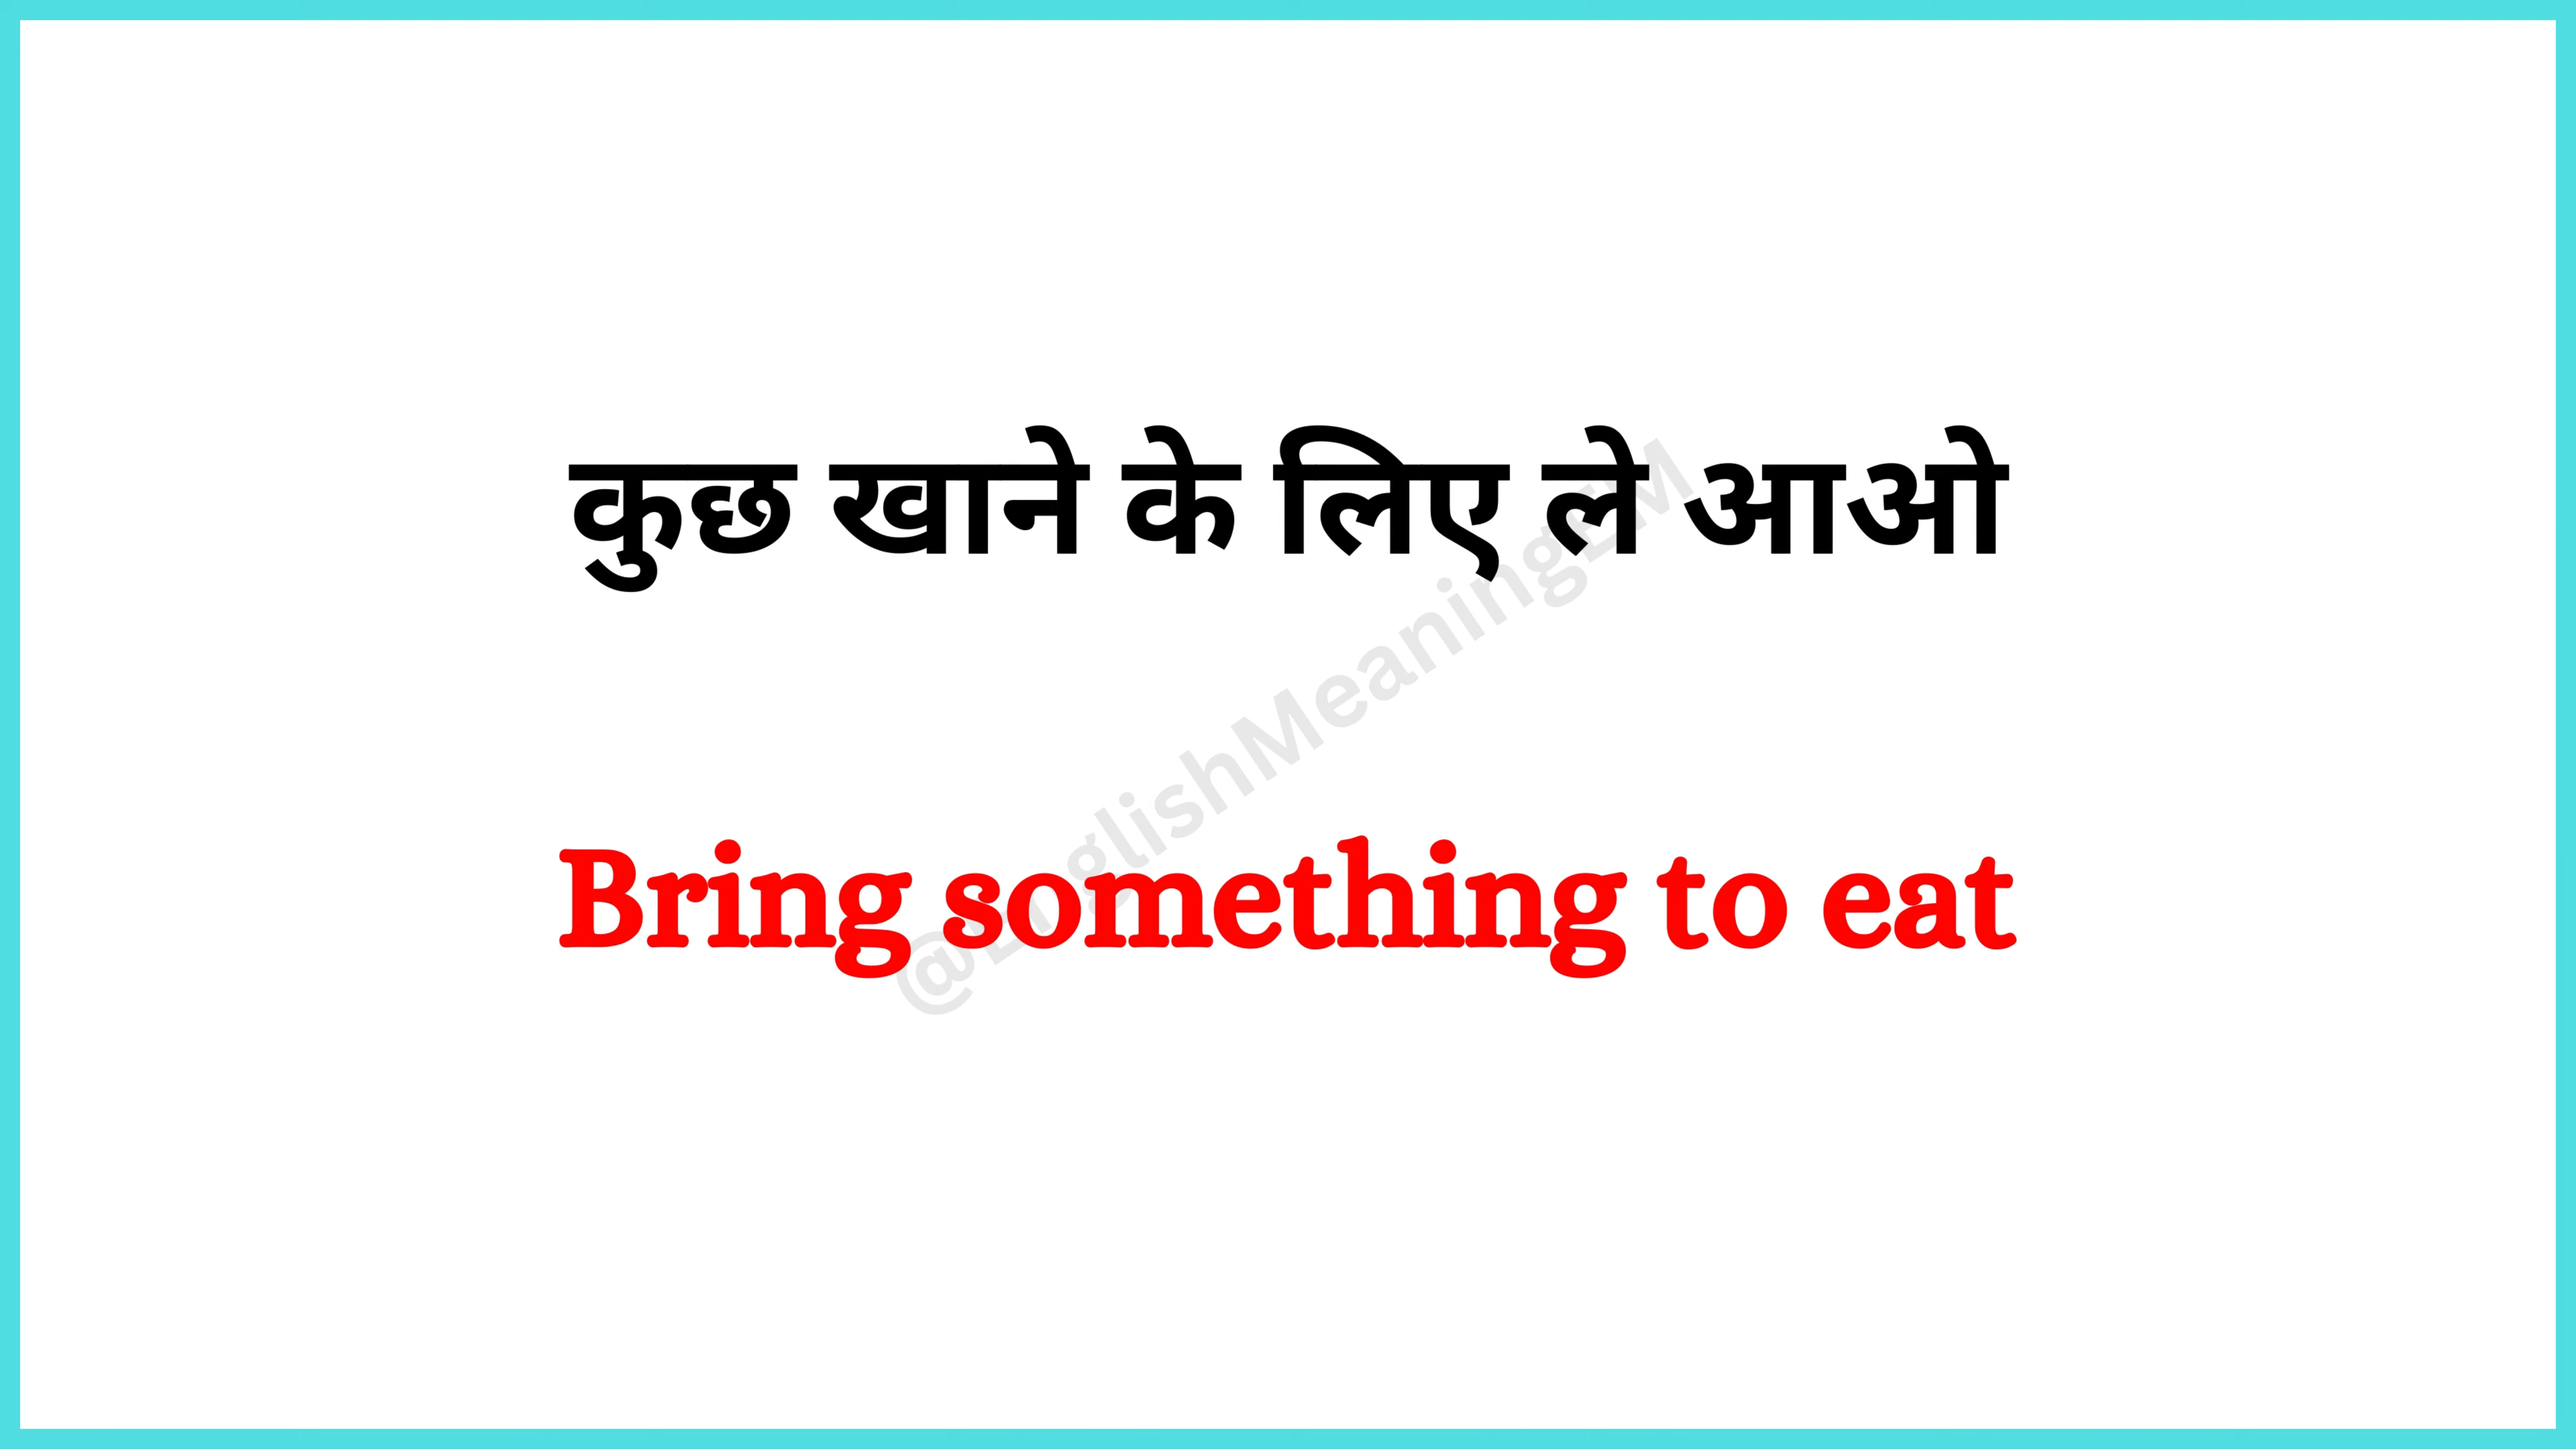 कुछ खाने के लिए ले आओ
Bring something to eat